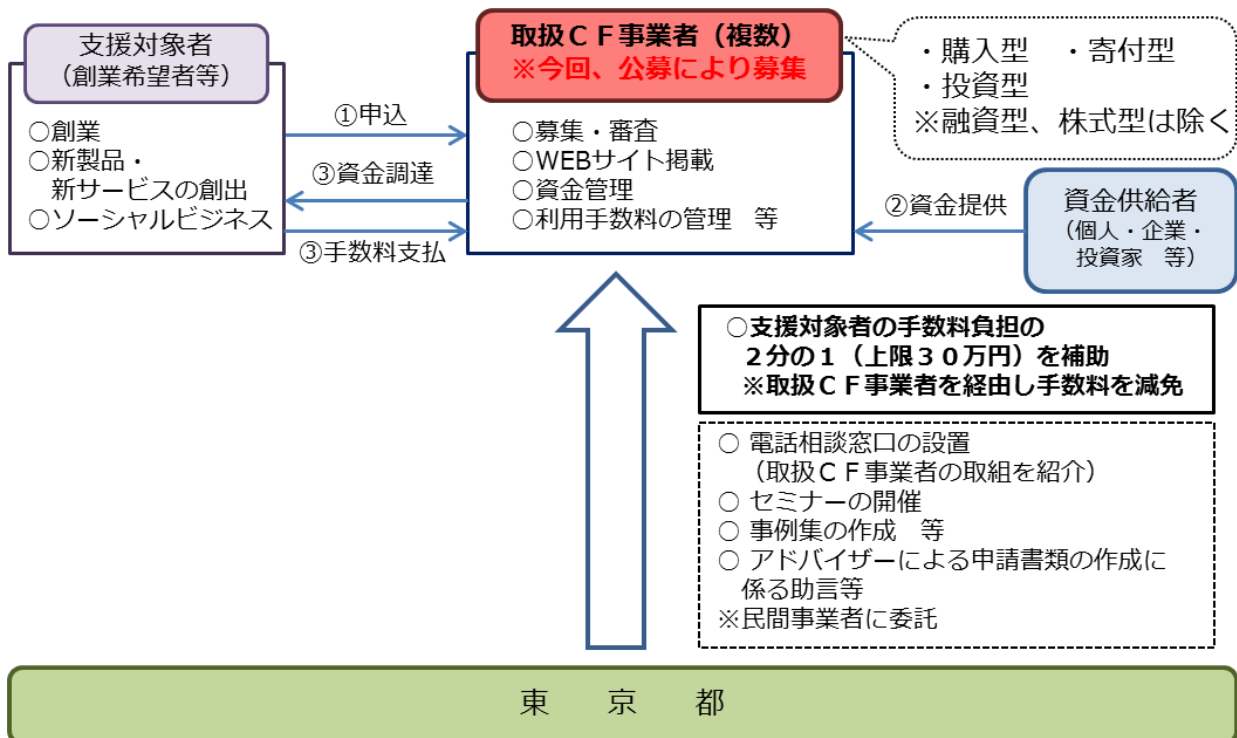 支援対象者
（創業希望者等）
○創業
○新製品・
新サービスの創出
○ソーシャルビジネス
①申込
③資金調達
③手数料支払
取扱ＣＦ事業者（複数）
※今回、公募により募集
○募集・審査
○WEBサイト掲載
○資金管理
○利用手数料の管理　等
・購入型　・寄付型
・投資型
※融資型、株式型は除く
②資金提供
資金供給者
（個人・企業・
投資家　等）
○支援対象者の手数料負担の
２分の１（上限３０万円）を補助
※取扱ＣＦ事業者を経由し手数料を減免
○ 電話相談窓口の設置
（取扱ＣＦ事業者の取組を紹介）
○ セミナーの開催
○ 事例集の作成　等
○ アドバイザーによる申請書類の作成に
係る助言等
※民間事業者に委託
東　京　都